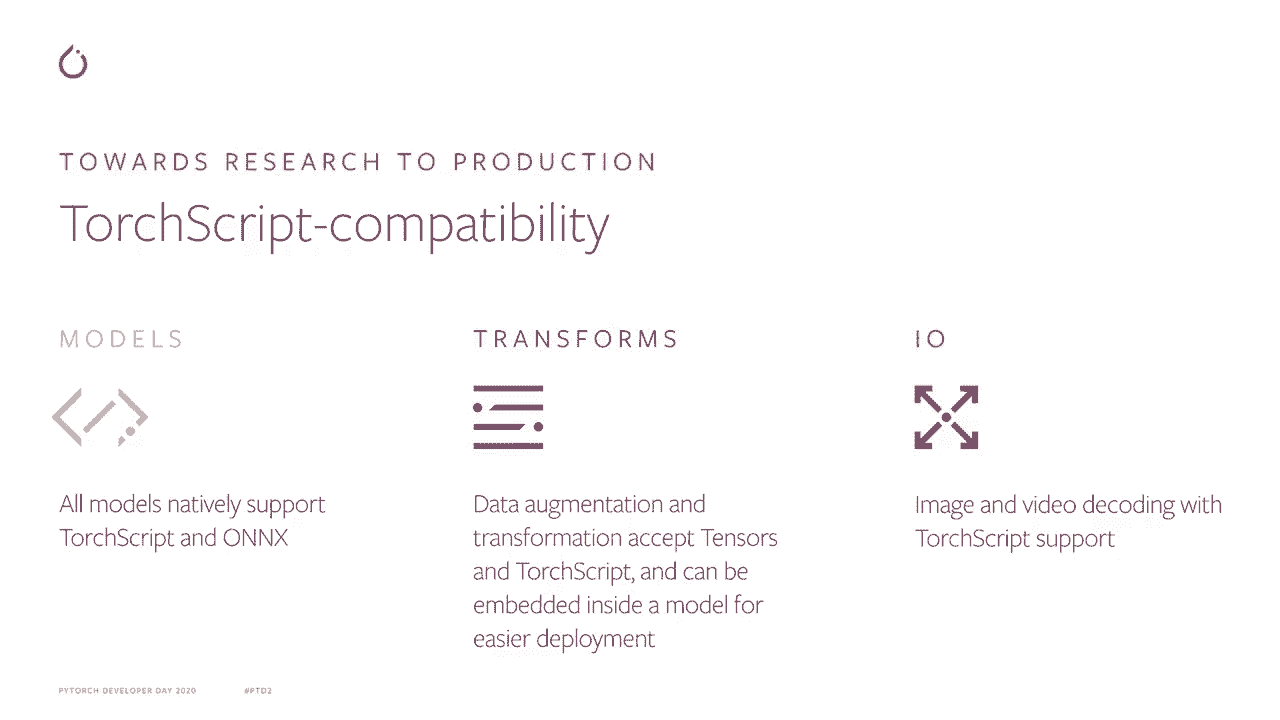 TOWARDS RESEARCH TO PRODUCTION
TorchScript-compatibility
MODELS
All models natively support
TorchScript and ONNX
TRANSFORMS
Data augmentation and
transformation accept Tensors
and TorchScript, and can be
embedded inside a model for
easier deployment
IO
Image and video decoding with
TorchScript support
PYTORCH DEVELOPER DAY 2020
#PTD2